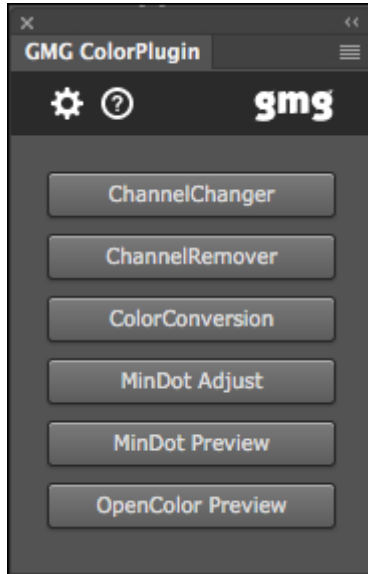 GMG ColorPlugin
gmg
ChannelChanger
ChannelRemover
ColorConversion
MinDot Adjust
MinDot Preview
OpenColor Preview